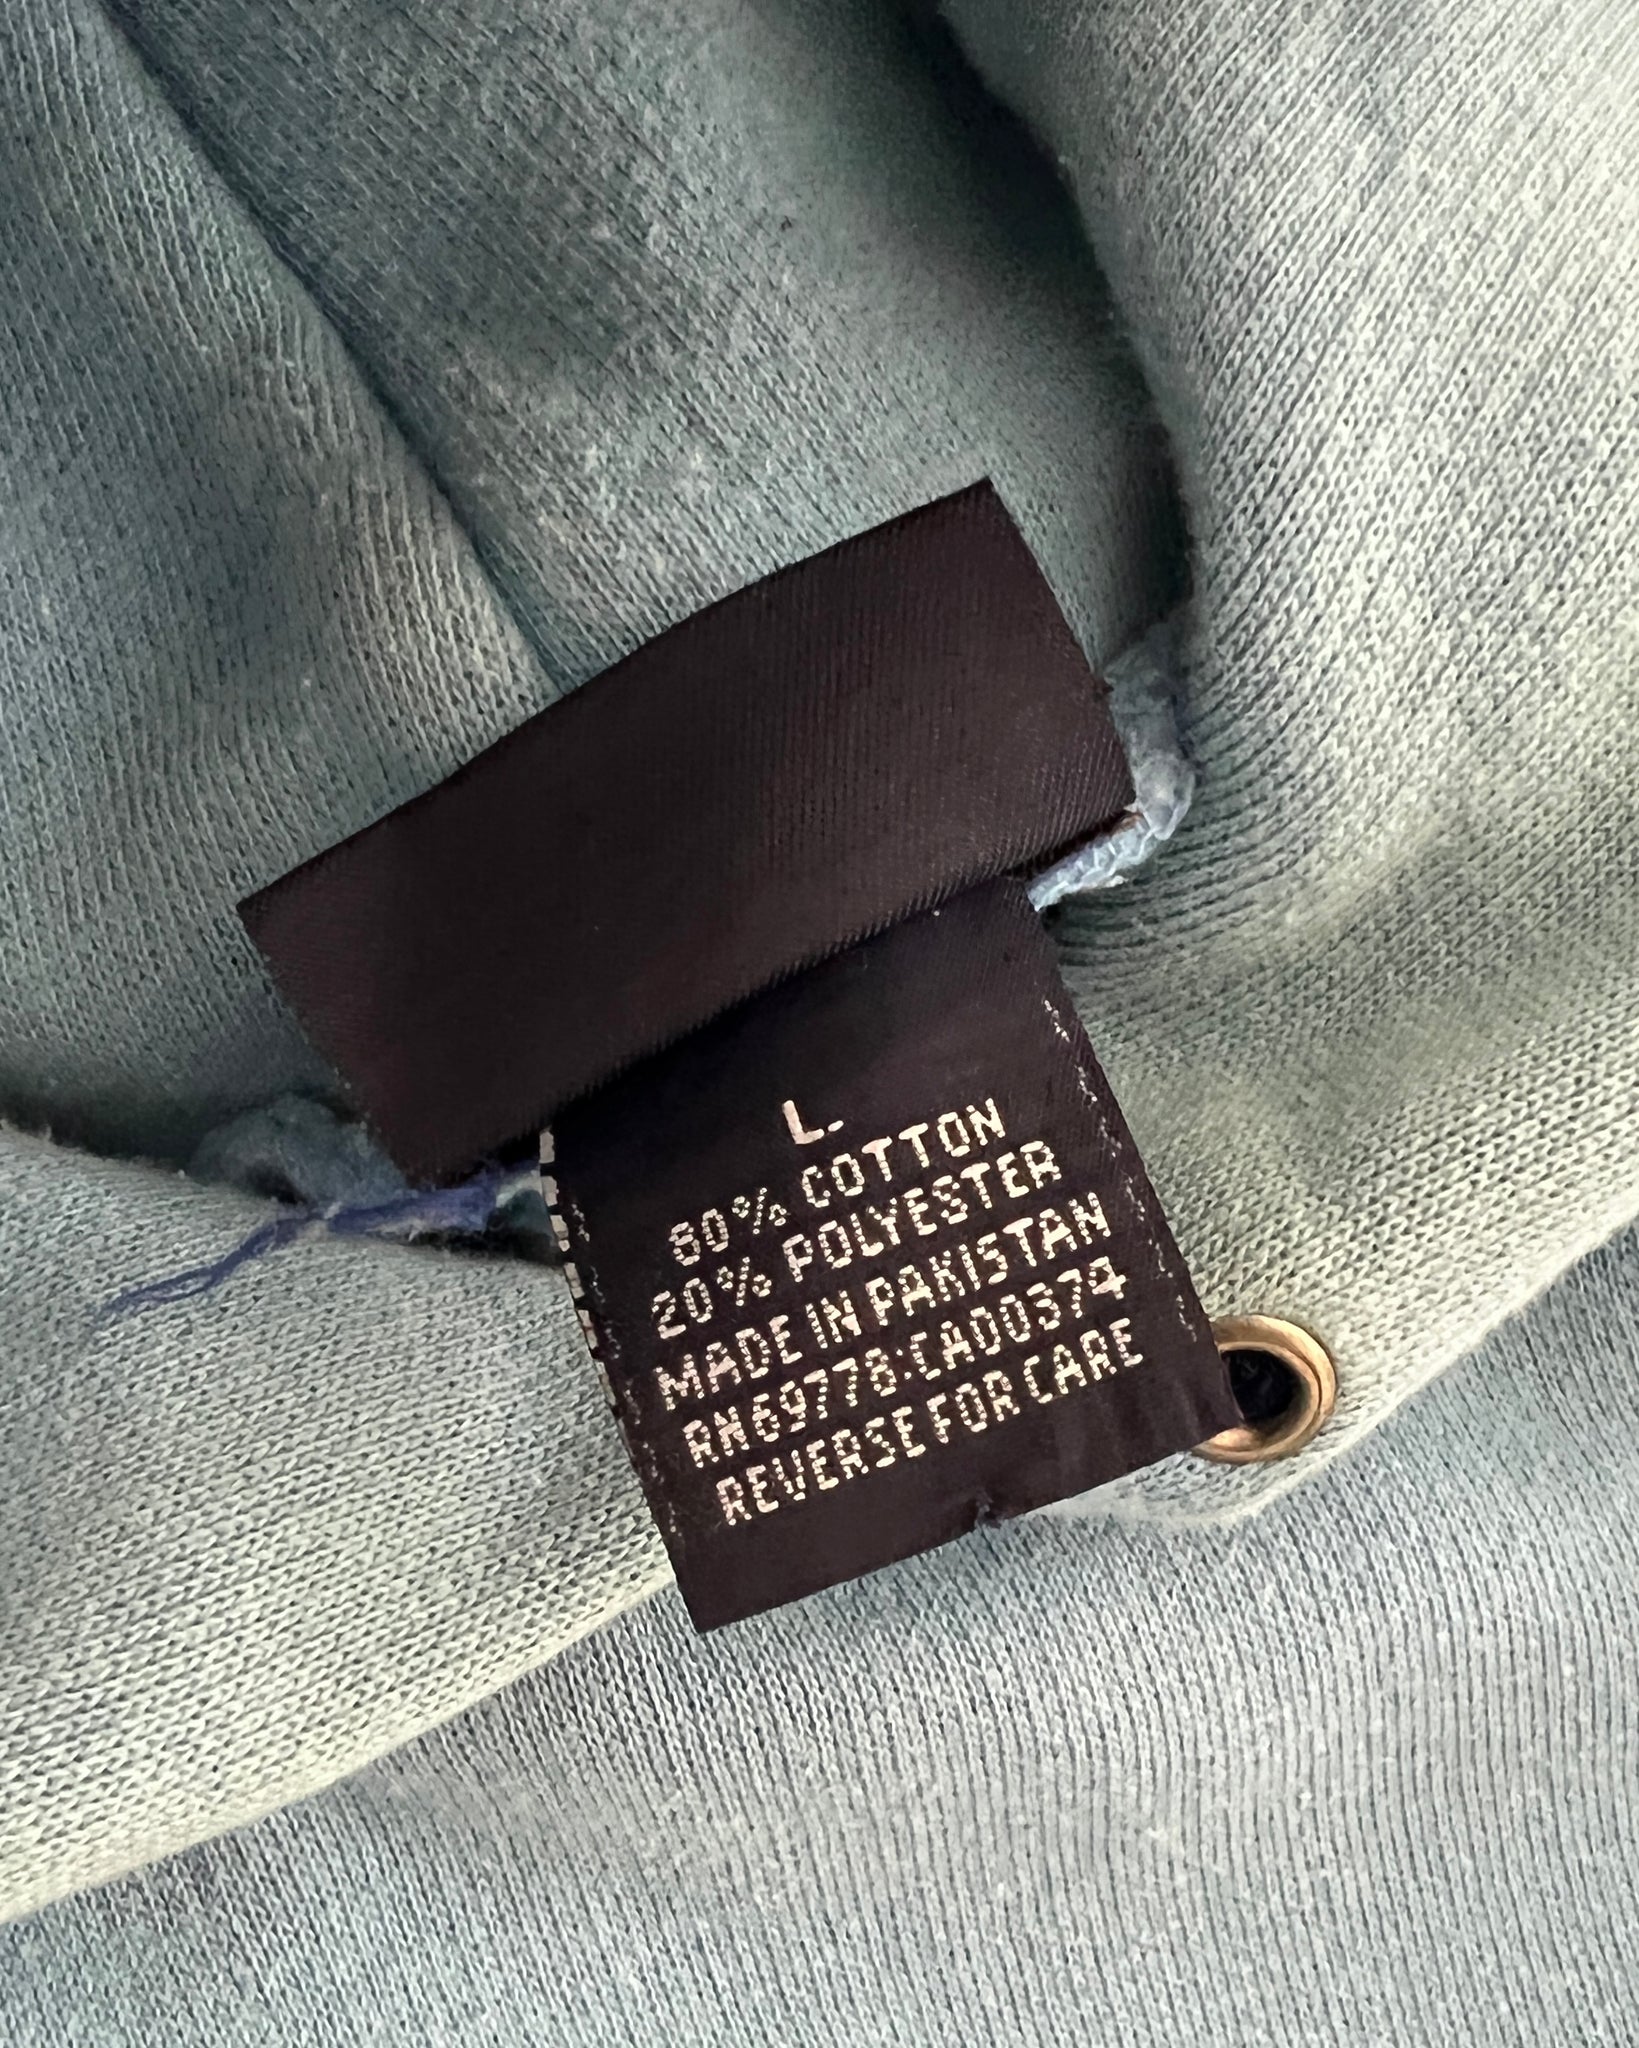 L.
80% COTTON
20% POLYESTER
MADE IN PAKISTAN
RN69778:CA00374
REVERSE FOR CARE